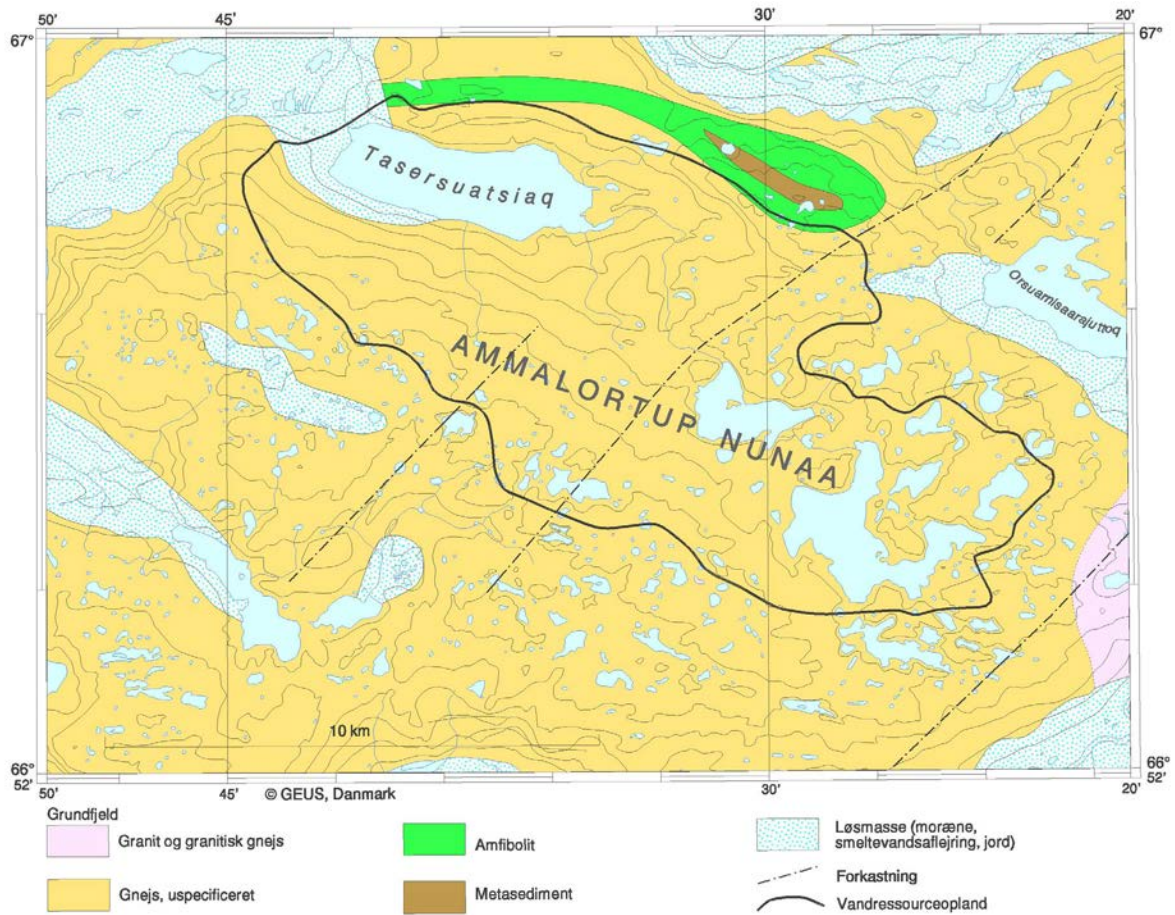 50' 45' 30' 20'
67° 67°
Tasersuatsiaq
Orsuarnisaarajuttoq
AMMALORTUP NUNAA
10 km
66° 66°
52' 52'
50' 45' 30' 20'
© GEUS, Danmark
Grundfjeld
Granit og granitisk gnejs
Gnejs, uspecificeret
Amfibolit
Metasediment
Løsmasse (moræne,
smeltevandsaflejring, jord)
Forkastning
Vandressourceopland